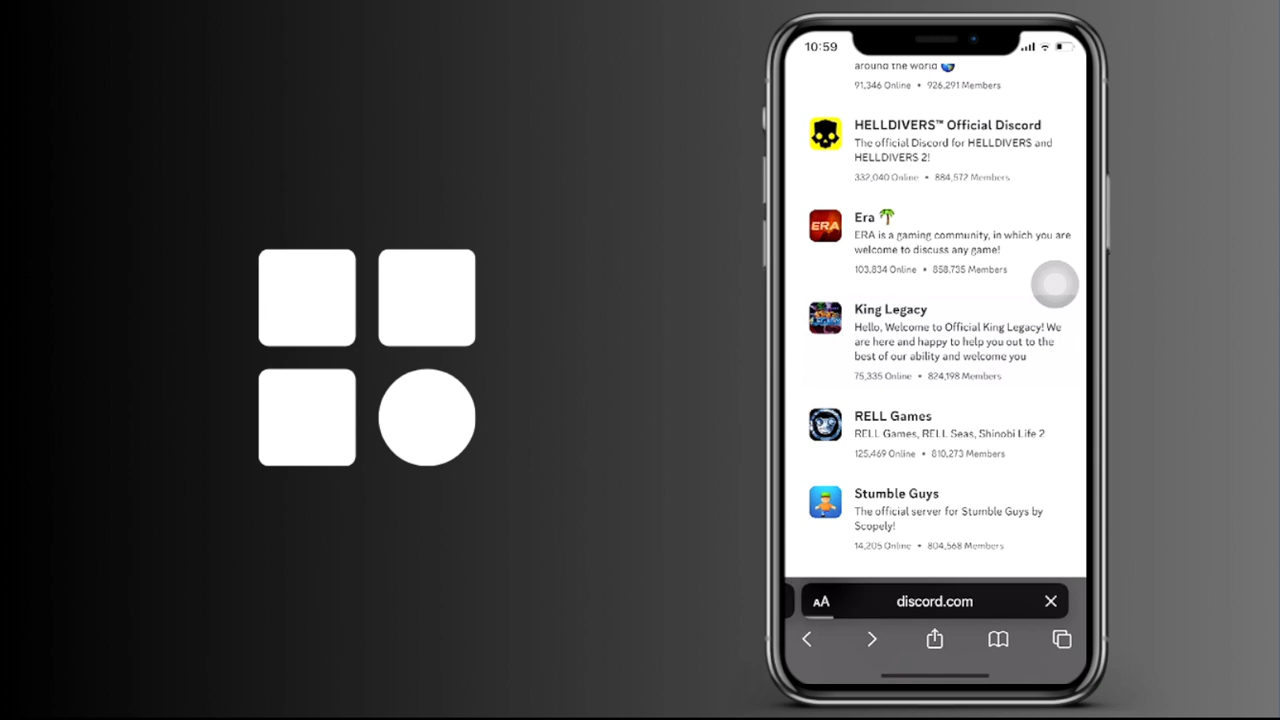 10:59
around the world
91,346 Online • 926,291 Members
HELLDIVERS™ Official Discord
The official Discord for HELLDIVERS and
HELLDIVERS 2!
332,040 Online • 884,572 Members
ERA
Era
ERA is a gaming community, in which you are
welcome to discuss any game!
103,834 Online • 858,735 Members
King Legacy
Hello, Welcome to Official King Legacy! We
are here and happy to help you out to the
best of our ability and welcome you
75,335 Online • 824,198 Members
RELL Games
RELL Games, RELL Seas, Shinobi Life 2
125,469 Online • 810,273 Members
Stumble Guys
The official server for Stumble Guys by
Scopely!
14,205 Online • 804,568 Members
AA discord.com